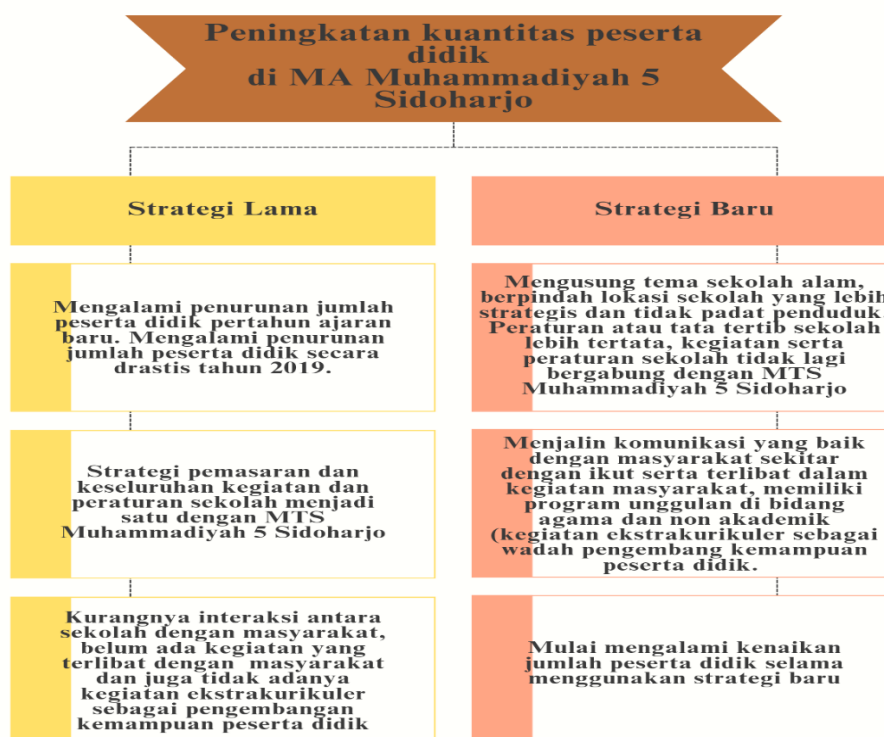 Peningkatan kuantitas peserta
didik
di MA Muhammadiyah 5
Sidoharjo
Strategi Lama
Strategi Baru
Mengalami penurunan jumlah
peserta didik pertahun ajaran
baru. Mengalami penurunan
jumlah peserta didik secara
drastis tahun 2019.
Mengusung tema sekolah alam,
berpindah lokasi sekolah yang lebih
strategis dan tidak padat penduduk.
Peraturan atau tata tertib sekolah
lebih tertata, kegiatan serta
peraturan sekolah tidak lagi
bergabung dengan MTS
Muhammadiyah 5 Sidoharjo
Strategi pemasaran dan
keseluruhan kegiatan dan
peraturan sekolah menjadi
satu dengan MTS
Muhammadiyah 5 Sidoharjo
Menjalin komunikasi yang baik
dengan masyarakat sekitar
dengan ikut serta terlibat dalam
kegiatan masyarakat, memiliki
program unggulan di bidang
agama dan non akademik
(kegiatan ekstrakurikuler sebagai
wadah pengembang kemampuan
peserta didik.
Kurangnya interaksi antara
sekolah dengan masyarakat,
belum ada kegiatan yang
terlibat dengan masyarakat
dan juga tidak adanya
kegiatan ekstrakurikuler
sebagai pengembangan
kemampuan peserta didik
Mulai mengalami kenaikan
jumlah peserta didik selama
menggunakan strategi baru